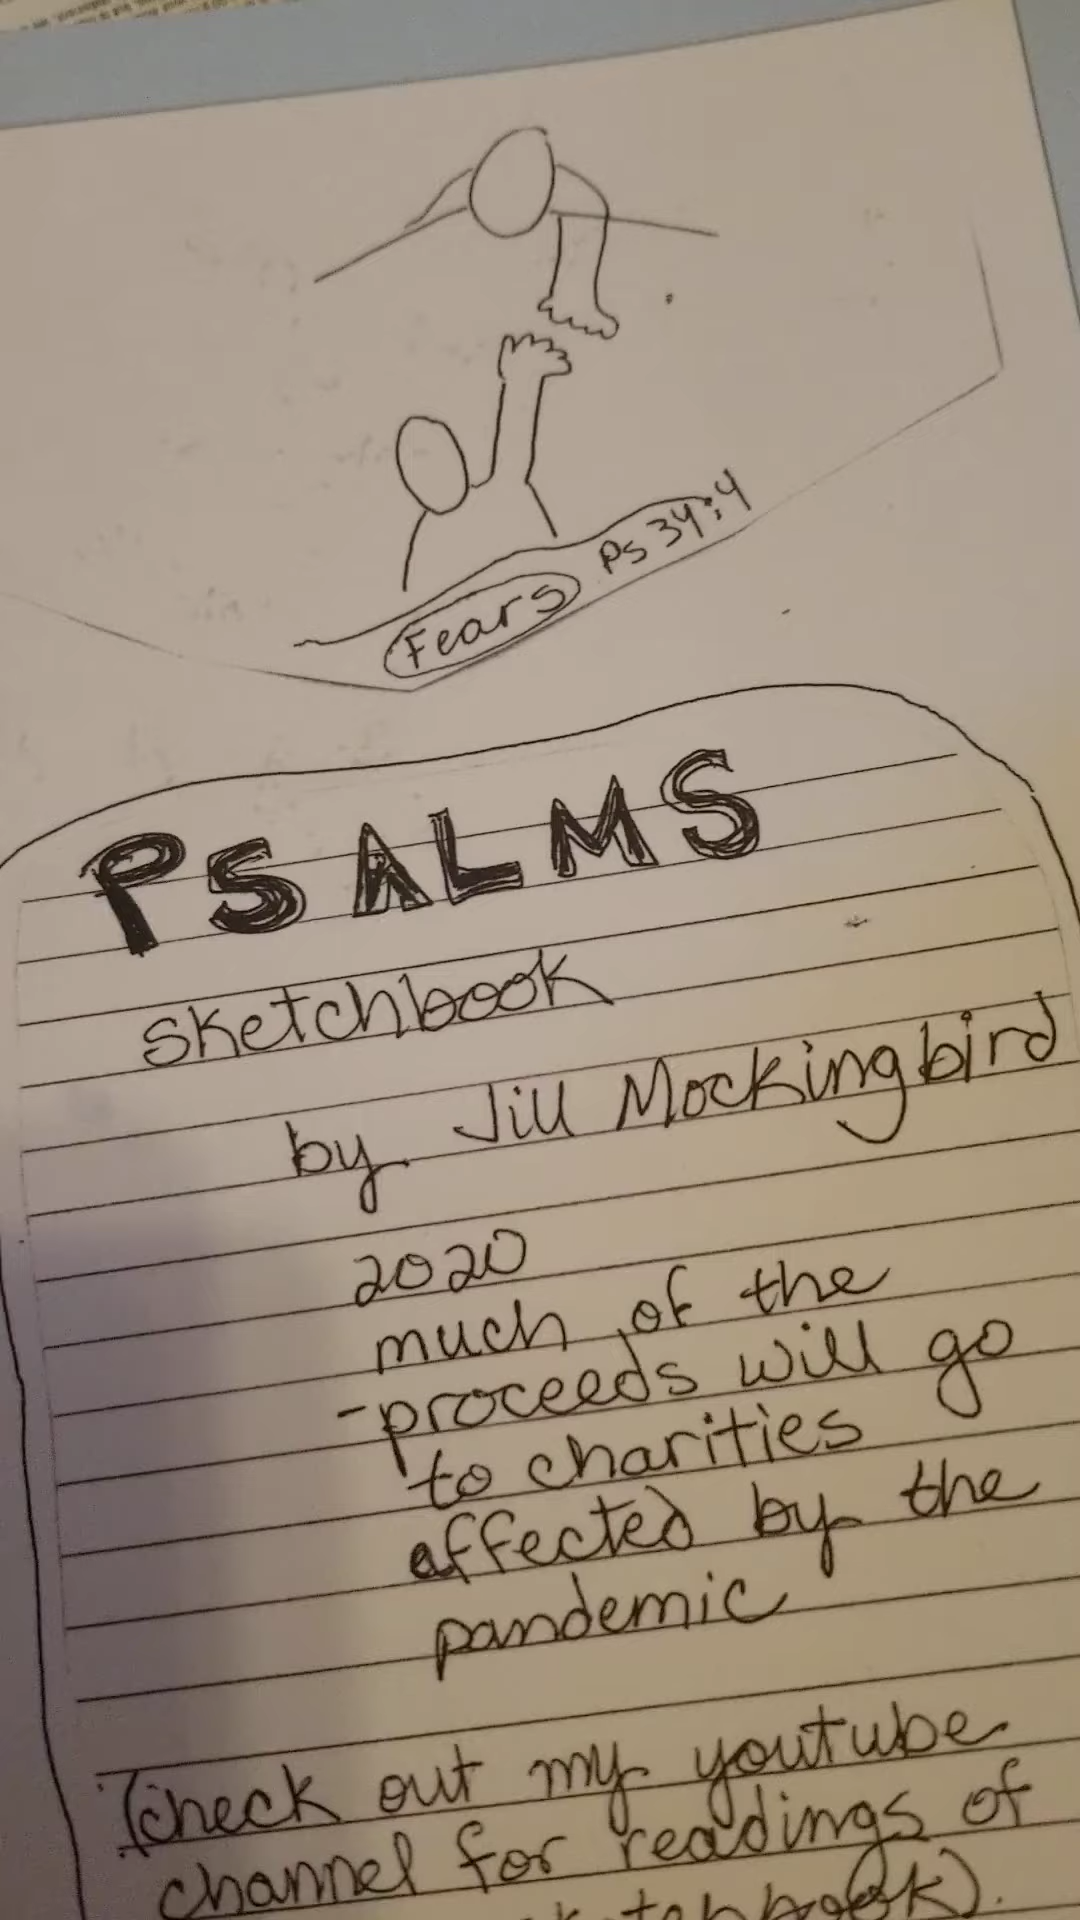 Ps 34:4
Fears
PSALMS
sketchbook
by Jill Mockingbird
2020
much of the
-proceeds will go
to charities
affected by the
pandemic
(check out my youtube
channel for readings of
sketchbook).